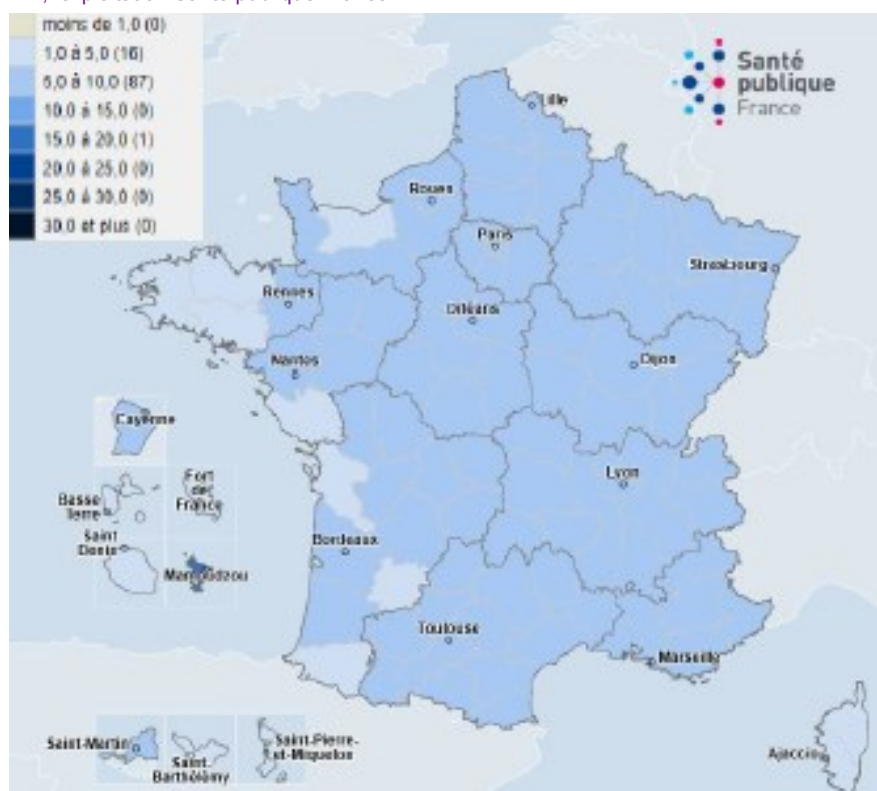 moins de 1,0 (0)
1,0 à 5,0 (16)
5,0 à 10,0 (87)
10,0 à 15,0 (0)
15,0 à 20,0 (1)
20,0 à 25,0 (0)
25,0 à 30,0 (0)
30,0 et plus (0)
Santé
publique
France
Lille
Rouen
Paris
Strasbourg
Rennes
Orléans
Nantes
Dijon
Cayenne
Lyon
Fort
de
France
Basse
Terre
Saint
Denis
Bordeaux
Mamoudzou
Toulouse
Marseille
Saint-Martin
Saint-
Barthélémy
Saint-Pierre-
et-Miquelon
Ajaccio